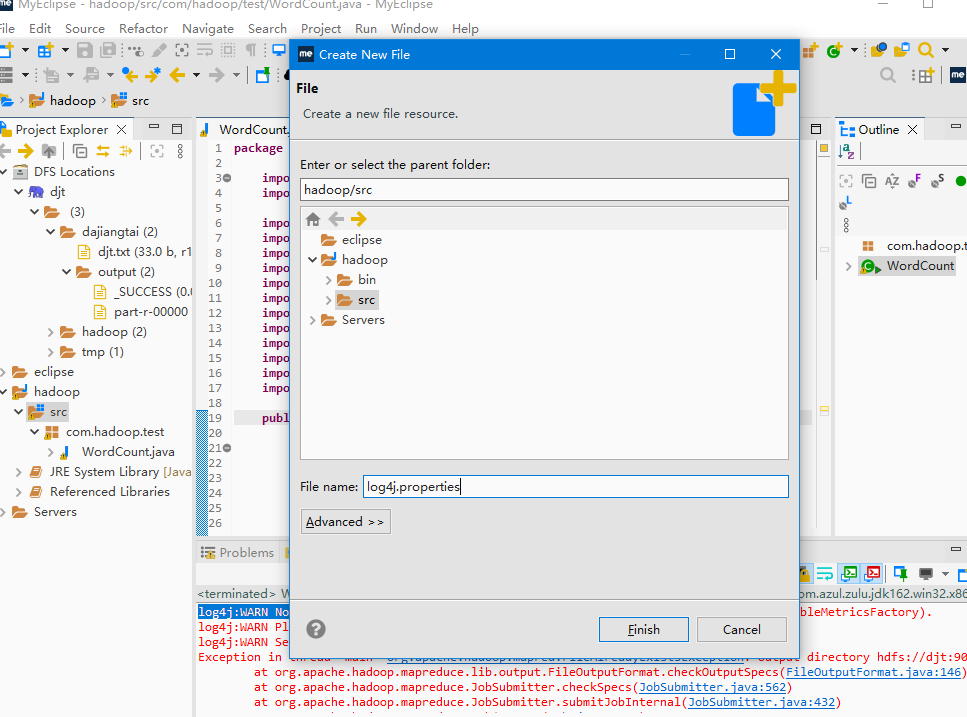 MyEclipse - hadoop/src/com/hadoop/test/WordCount.java - MyEclipse
File Edit Source Refactor Navigate Search Project Run Window Help
hadoop src
Project Explorer
DFS Locations
djt
(3)
dajiangtai (2)
djt.txt (33.0 b, r1
output (2)
_SUCCESS (0.0
part-r-00000
hadoop (2)
tmp (1)
eclipse
hadoop
src
com.hadoop.test
WordCount.java
JRE System Library [Java
Referenced Libraries
Servers
WordCount.
1 package
2
3 impo
4 impo
5
6 impo
7 impo
8 impo
9 impo
10 impo
11 impo
12 impo
13 impo
14 impo
15 impo
16 impo
17 impo
18
19 publ
20
21
22
23
24
25
26
me Create New File
File
Create a new file resource.
Enter or select the parent folder:
hadoop/src
eclipse
hadoop
bin
src
Servers
File name: log4j.properties
Advanced >>
Finish Cancel
me
Outline
com.hadoop.t
WordCount
Problems
<terminated> W
om.azul.zulu.jdk162.win32.x86
log4j:WARN No
bleMetricsFactory).
log4j:WARN Pl
log4j:WARN Se
Exception in thread "main" org.apache.hadoop.mapred.FileAlreadyExistsException: Output directory hdfs://djt:90
at org.apache.hadoop.mapreduce.lib.output.FileOutputFormat.checkOutputSpecs(FileOutputFormat.java:146)
at org.apache.hadoop.mapreduce.JobSubmitter.checkSpecs(JobSubmitter.java:562)
at org.apache.hadoop.mapreduce.JobSubmitter.submitJobInternal(JobSubmitter.java:432)